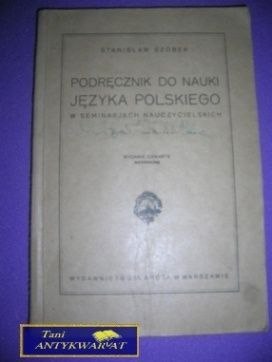 STANISŁAW SZOBER
PODRĘCZNIK DO NAUKI
JĘZYKA POLSKIEGO
W SEMINARJACH NAUCZYCIELSKICH
WYDANIE CZWARTE
WYDAWNICTWO M. ARCTA W WARSZAWIE
Tani
ANTYKWARIAT